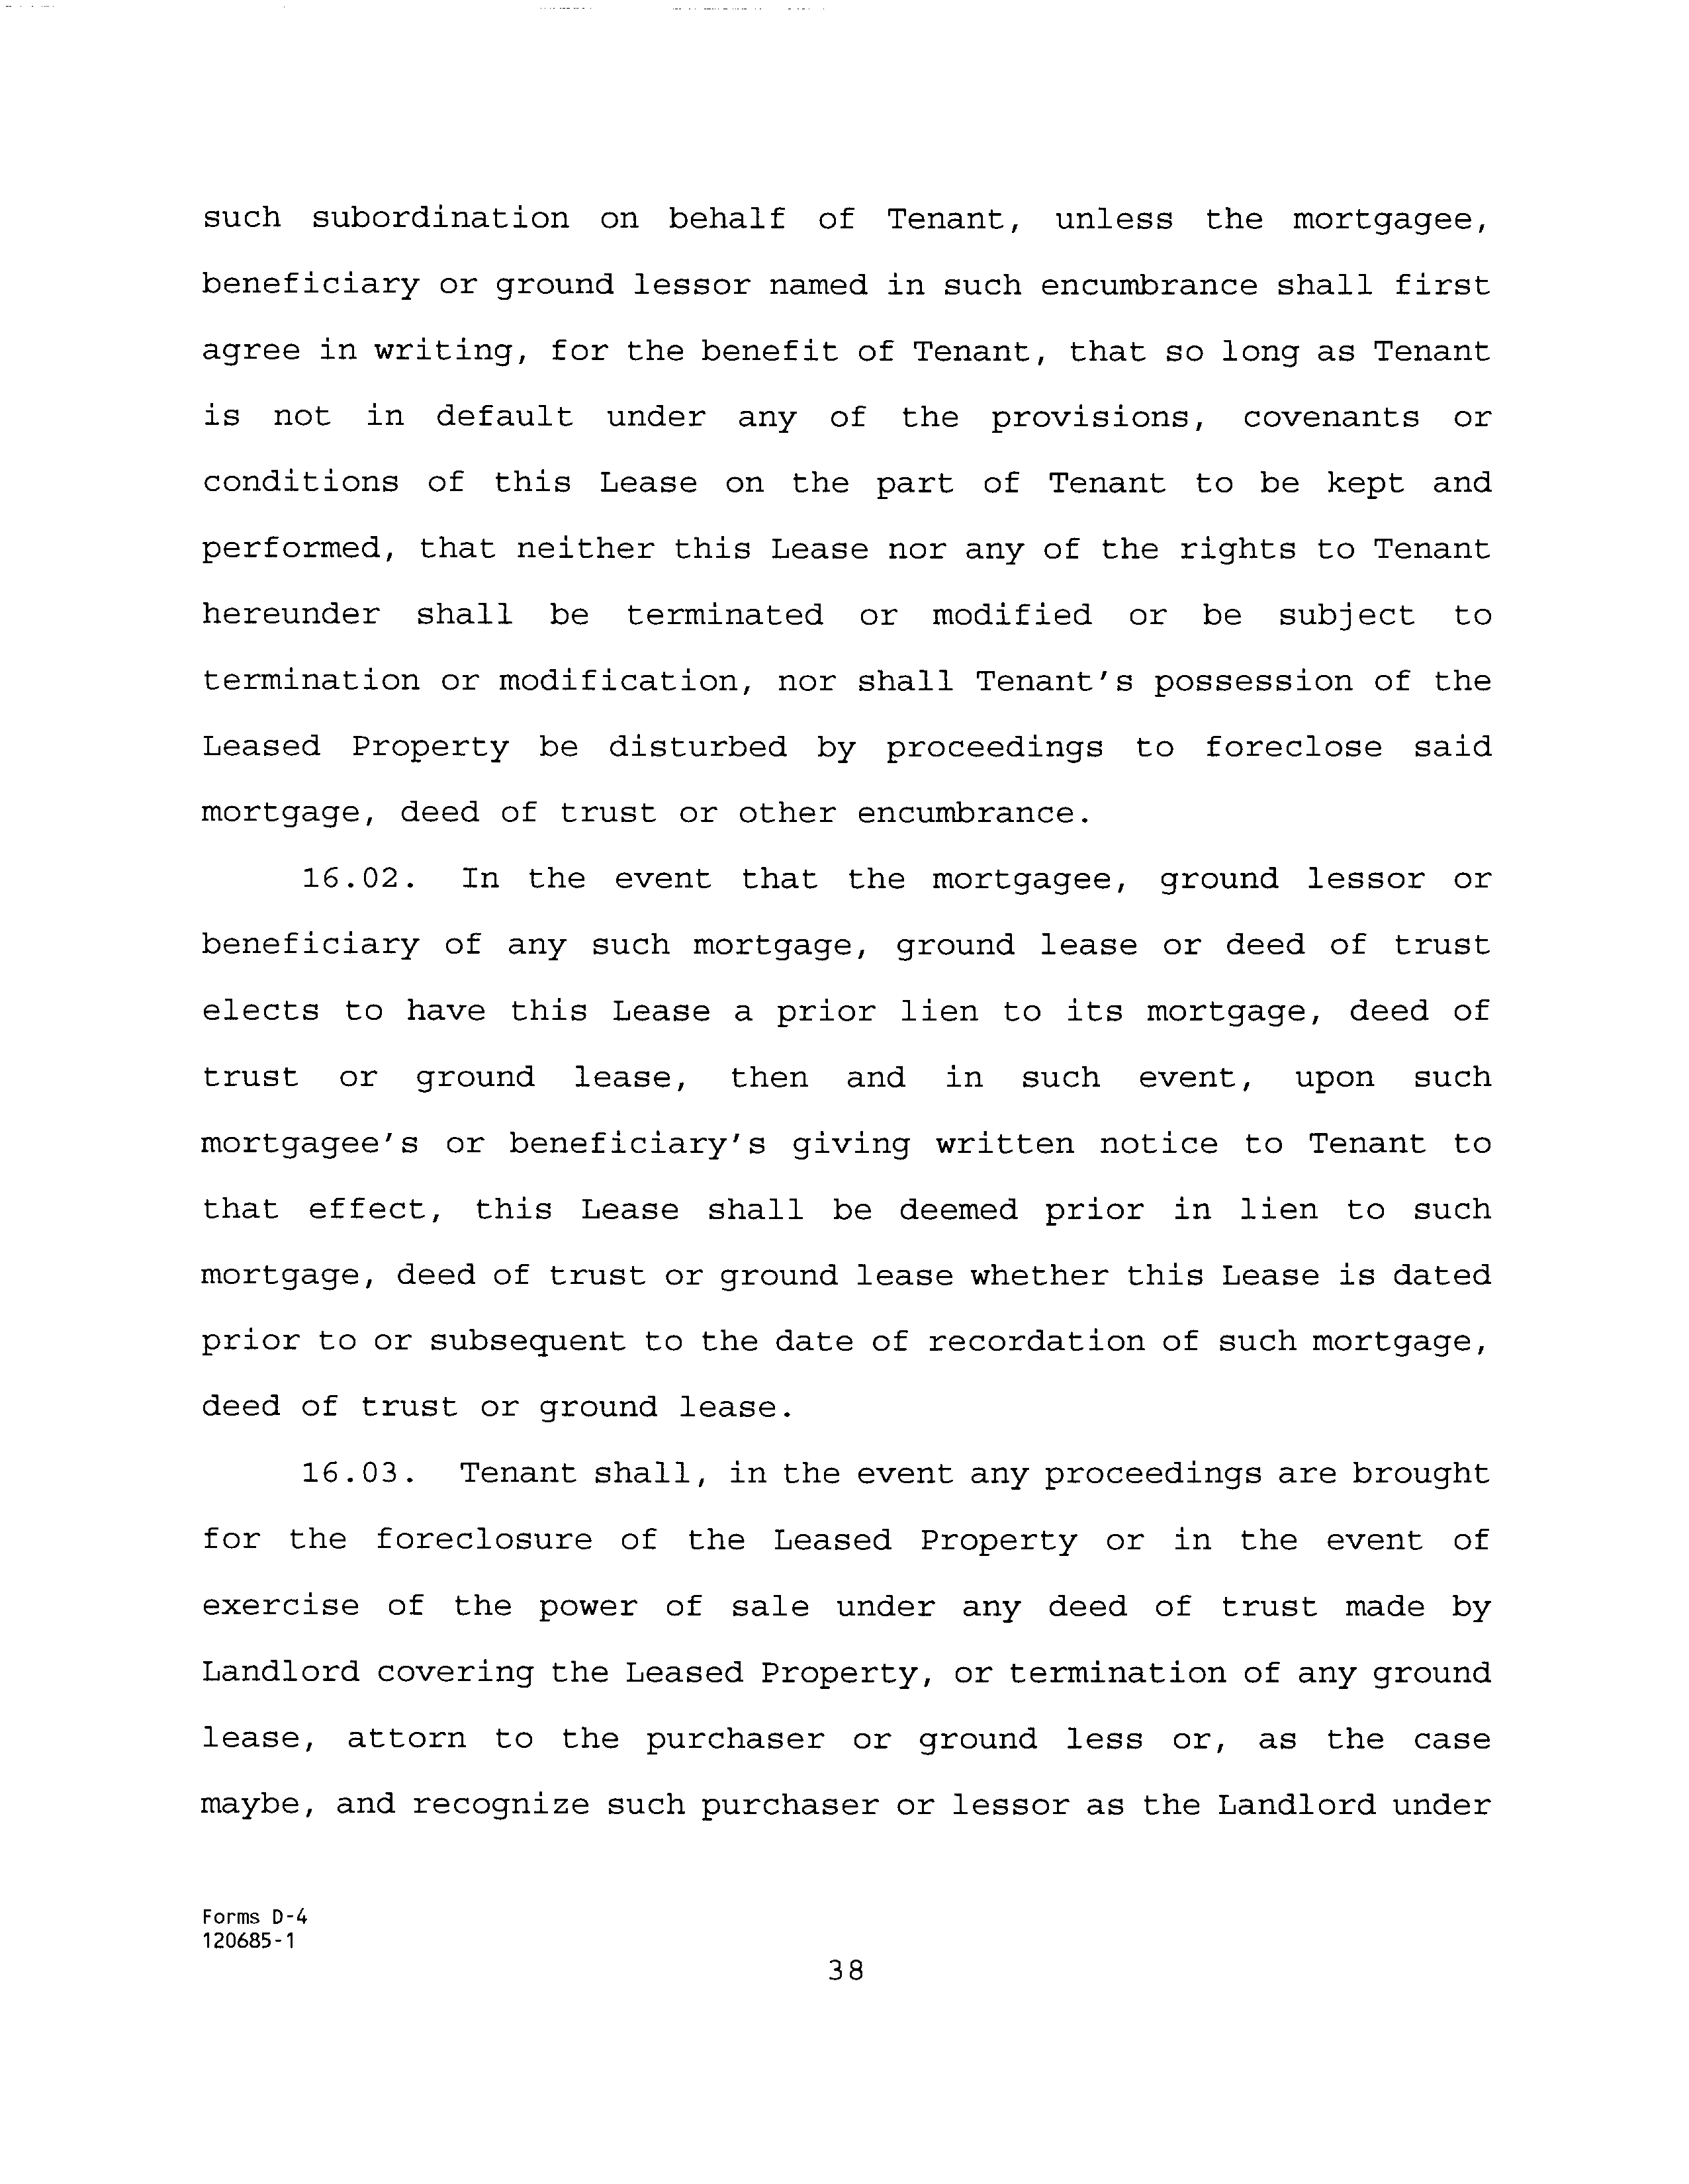 such subordination on behalf of Tenant, unless the mortgagee,
beneficiary or ground lessor named in such encumbrance shall first
agree in writing, for the benefit of Tenant, that so long as Tenant
is not in default under any of the provisions, covenants or
conditions of this Lease on the part of Tenant to be kept and
performed, that neither this Lease nor any of the rights to Tenant
hereunder shall be terminated or modified or be subject to
termination or modification, nor shall Tenant's possession of the
Leased Property be disturbed by proceedings to foreclose said
mortgage, deed of trust or other encumbrance.
16.02. In the event that the mortgagee, ground lessor or
beneficiary of any such mortgage, ground lease or deed of trust
elects to have this Lease a prior lien to its mortgage, deed of
trust or ground lease, then and in such event, upon such
mortgagee's or beneficiary's giving written notice to Tenant to
that effect, this Lease shall be deemed prior in lien to such
mortgage, deed of trust or ground lease whether this Lease is dated
prior to or subsequent to the date of recordation of such mortgage,
deed of trust or ground lease.
16.03. Tenant shall, in the event any proceedings are brought
for the foreclosure of the Leased Property or in the event of
exercise of the power of sale under any deed of trust made by
Landlord covering the Leased Property, or termination of any ground
lease, attorn to the purchaser or ground less or, as the case
maybe, and recognize such purchaser or lessor as the Landlord under
Forms D-4
120685-1
38